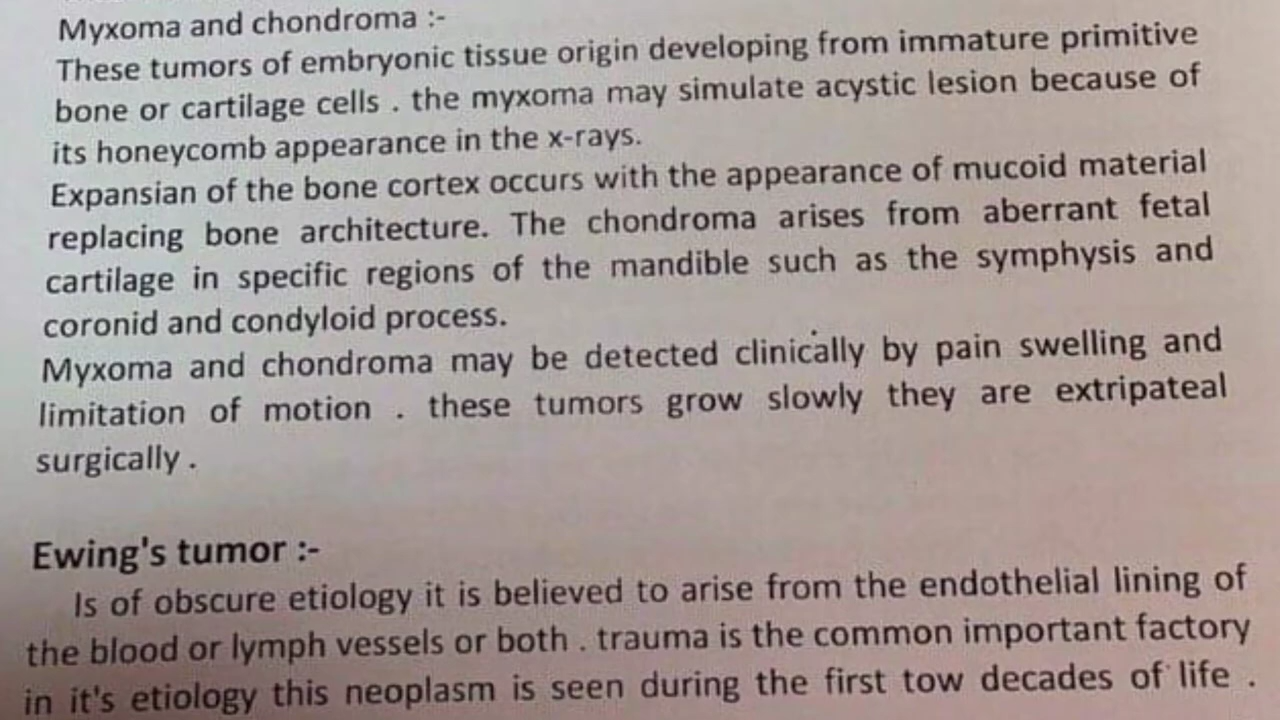 Myxoma and chondroma :-
These tumors of embryonic tissue origin developing from immature primitive
bone or cartilage cells . the myxoma may simulate acystic lesion because of
its honeycomb appearance in the x-rays.
Expansian of the bone cortex occurs with the appearance of mucoid material
replacing bone architecture. The chondroma arises from aberrant fetal
cartilage in specific regions of the mandible such as the symphysis and
coronid and condyloid process.
Myxoma and chondroma may be detected clinically by pain swelling and
limitation of motion . these tumors grow slowly they are extripateal
surgically .
Ewing's tumor :-
Is of obscure etiology it is believed to arise from the endothelial lining of
the blood or lymph vessels or both . trauma is the common important factory
in it's etiology this neoplasm is seen during the first tow decades of life .